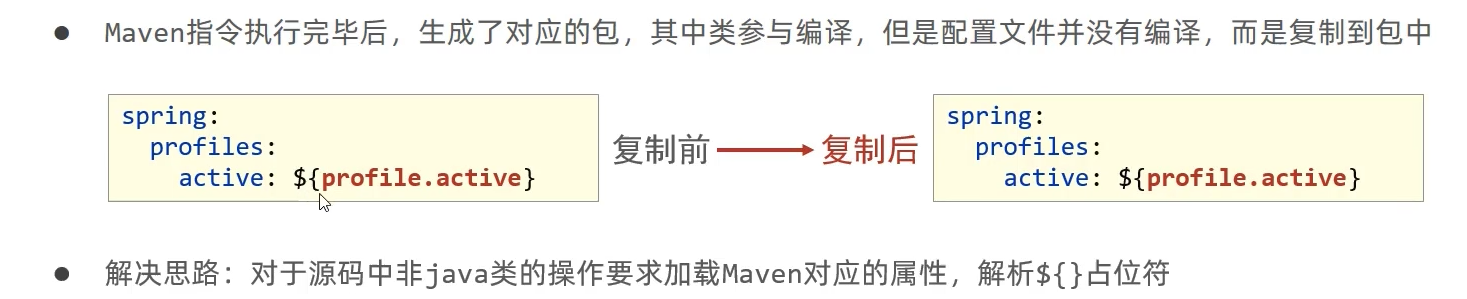 ● Maven指令执行完毕后，生成了对应的包，其中类参与编译，但是配置文件并没有编译，而是复制到包中
spring:
  profiles:
    active: ${profile.active}
复制前
复制后
spring:
  profiles:
    active: ${profile.active}
● 解决思路：对于源码中非java类的操作要求加载Maven对应的属性，解析${}占位符